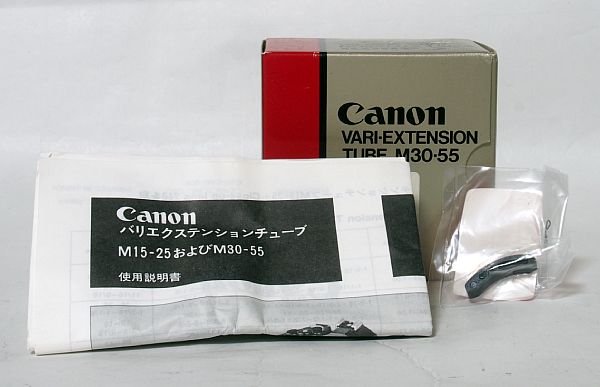 Canon
VARI-EXTENSION
TUBE M30-55
Canon
バリエクステンションチューブ
M15-25およびM30-55
使用説明書